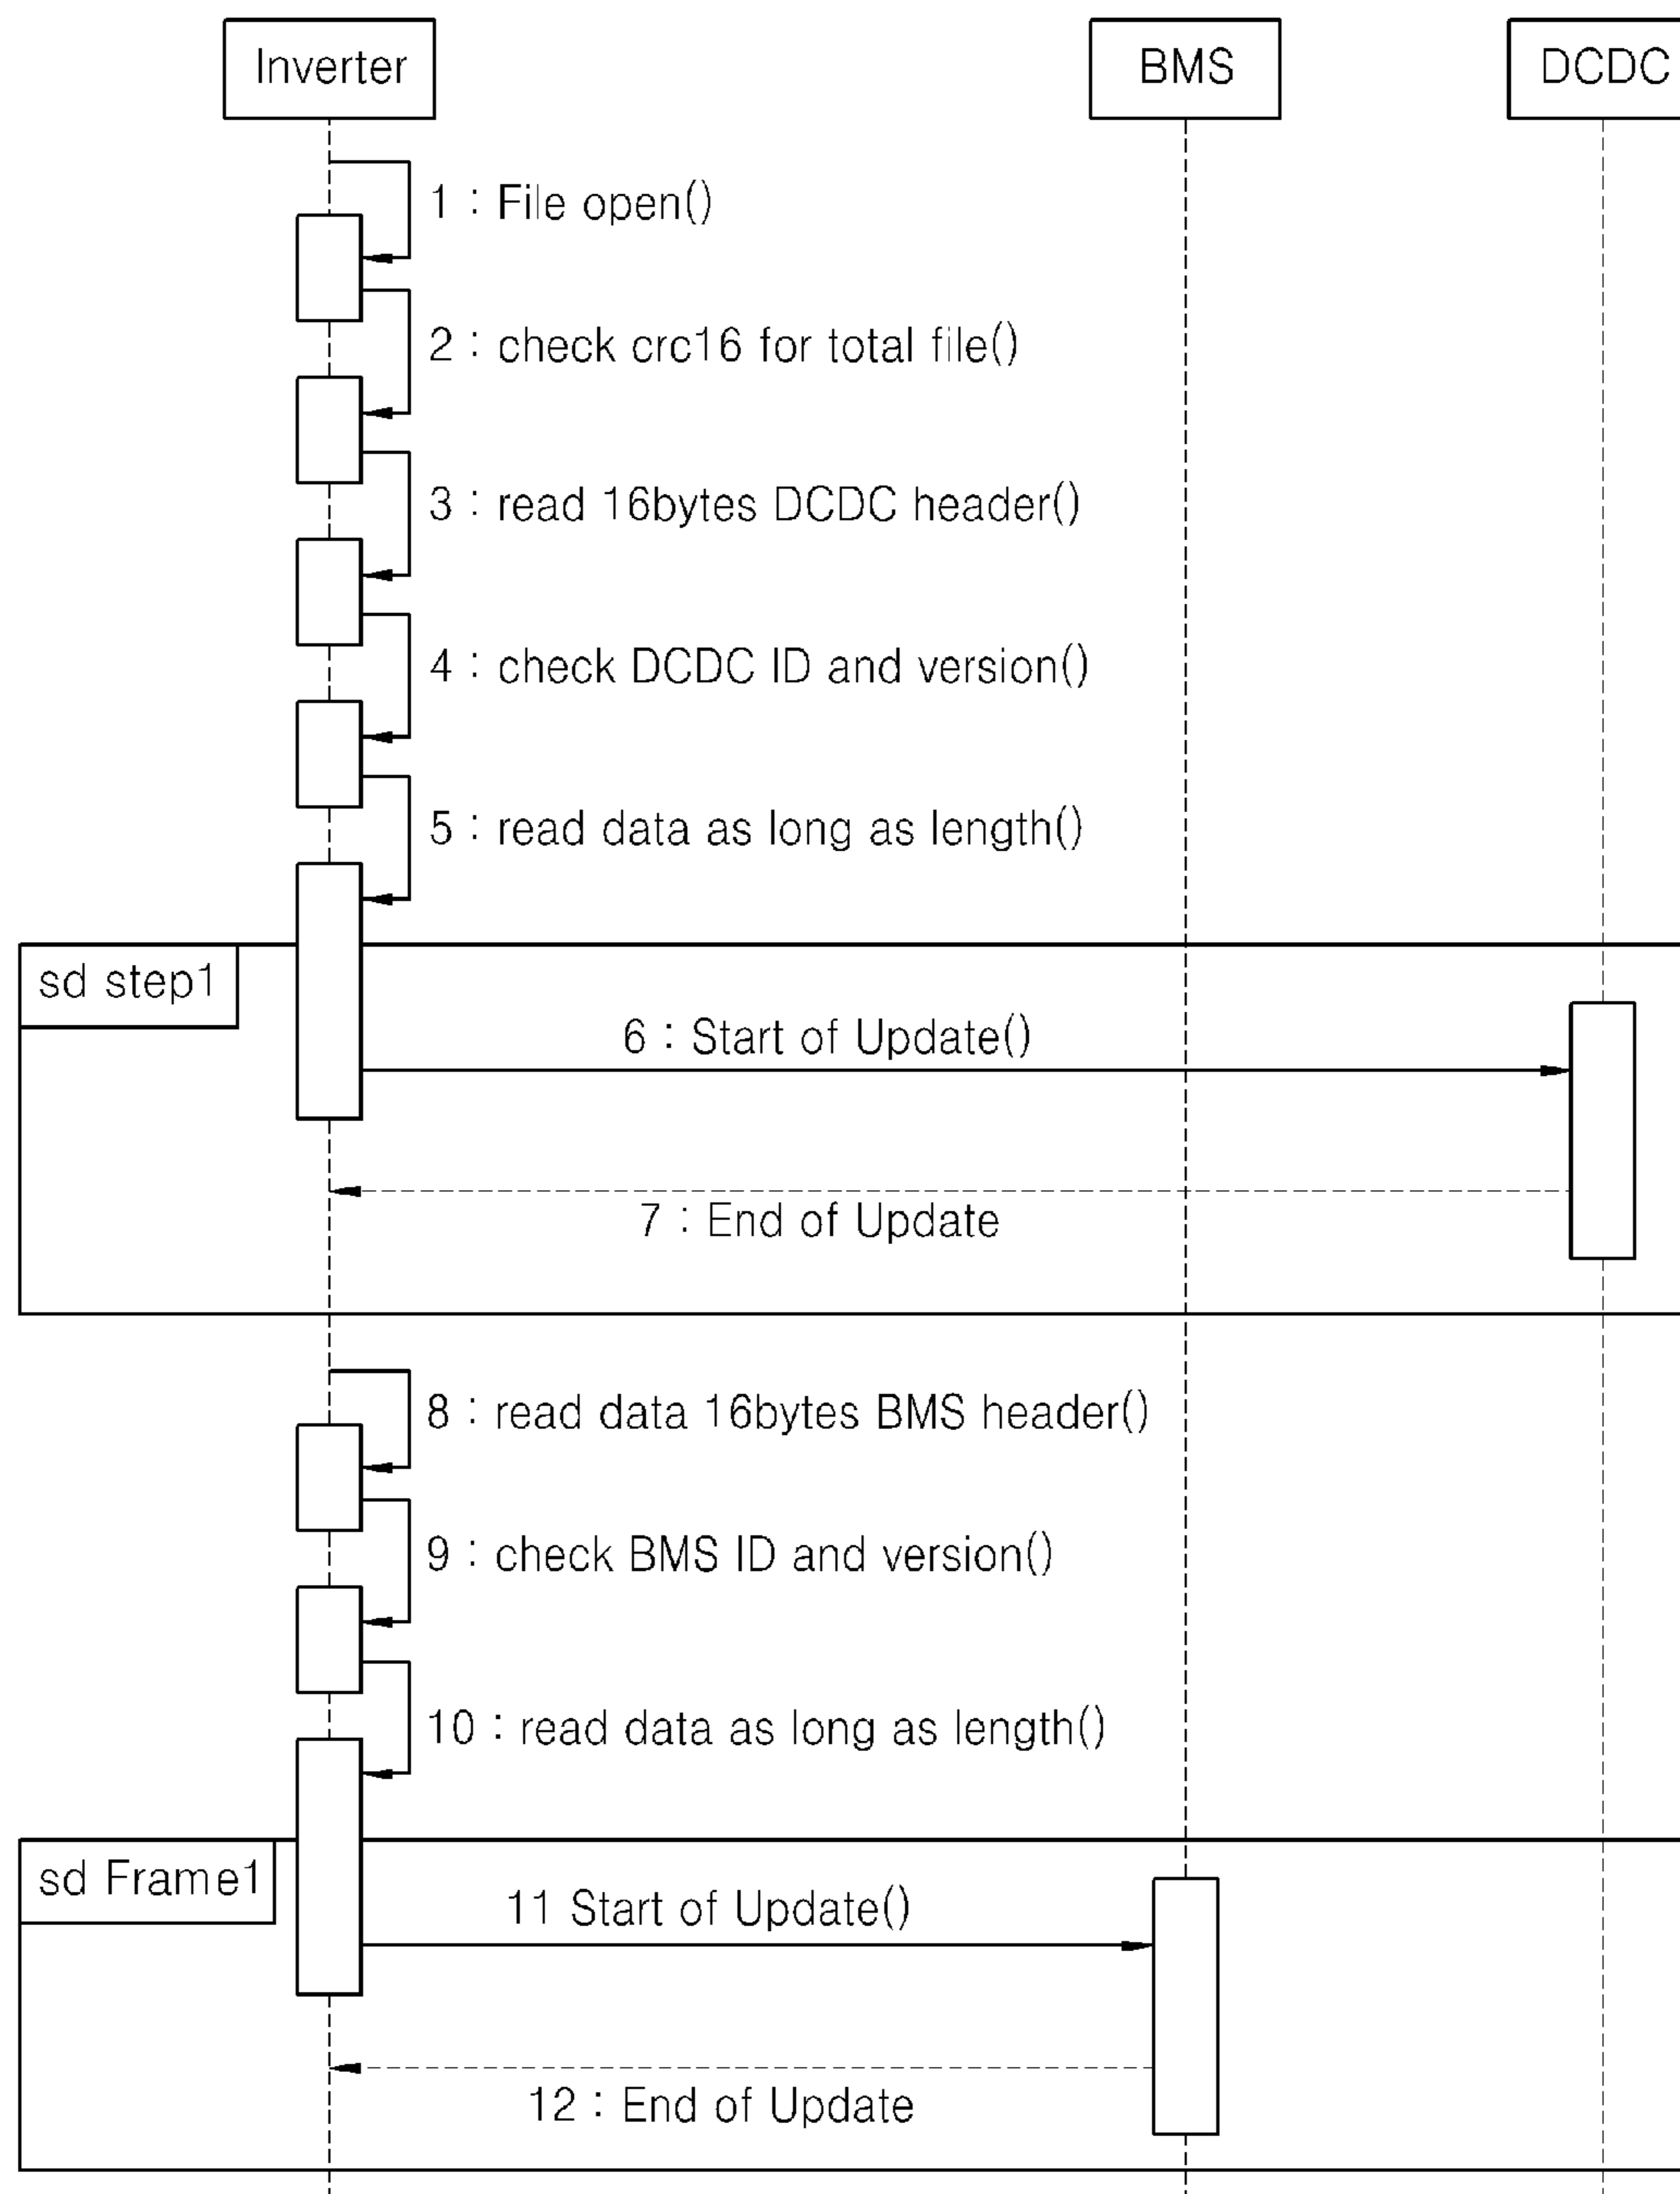 Inverter
BMS
DCDC
1 : File open()
2 : check crc16 for total file()
3 : read 16bytes DCDC header()
4 : check DCDC ID and version()
5 : read data as long as length()
sd step1
6 : Start of Update()
7 : End of Update
8 : read data 16bytes BMS header()
9 : check BMS ID and version()
10 : read data as long as length()
sd Frame1
11 Start of Update()
12 : End of Update